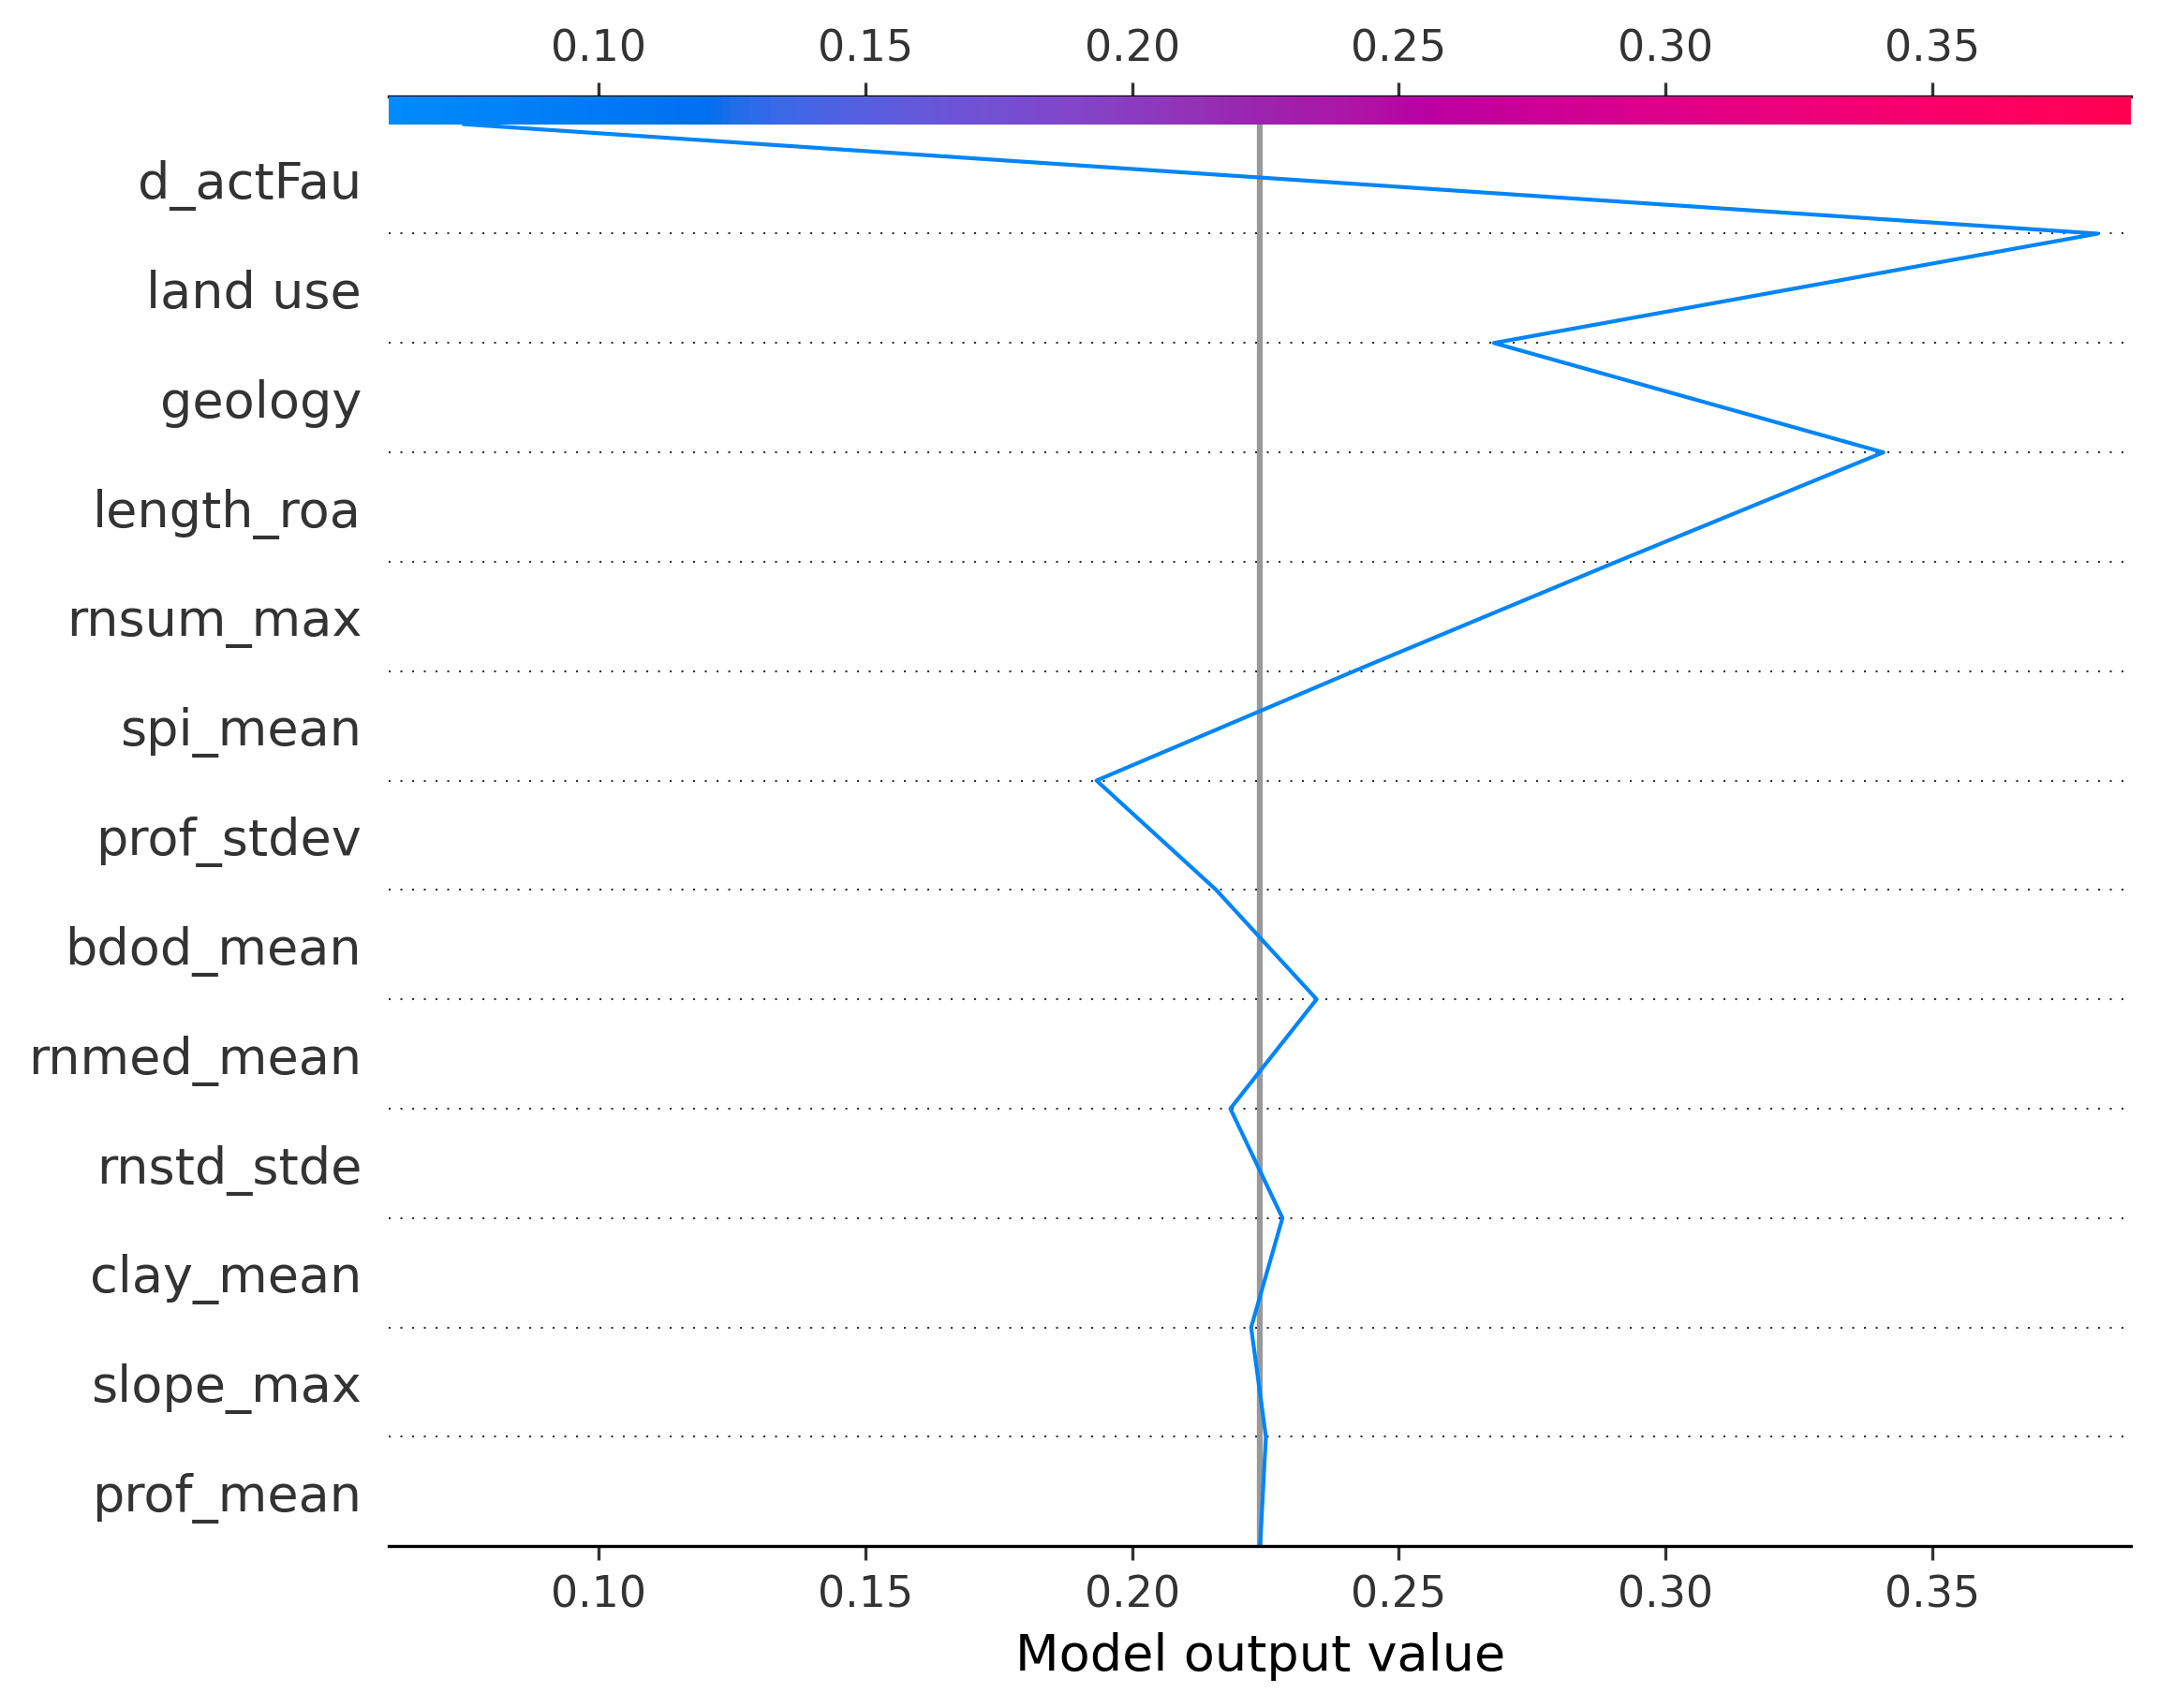 0.10 0.15 0.20 0.25 0.30 0.35
d_actFau
land use
geology
length_roa
rnsum_max
spi_mean
prof_stdev
bdod_mean
rnmed_mean
rnstd_stde
clay_mean
slope_max
prof_mean
0.10 0.15 0.20 0.25 0.30 0.35
Model output value